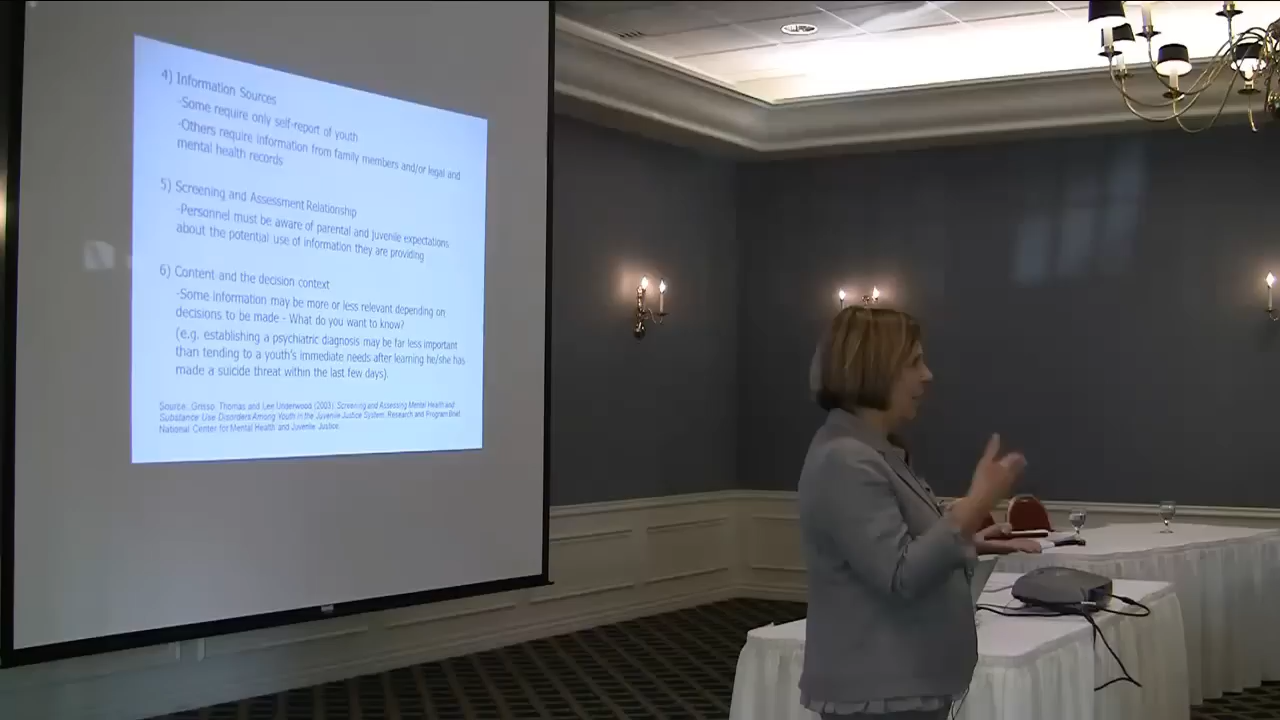 4) Information Sources
-Some require only self-report of youth
-Others require information from family members and/or legal and
mental health records
5) Screening and Assessment Relationship
-Personnel must be aware of parental and juvenile expectations
about the potential use of information they are providing
6) Content and the decision context
-Some information may be more or less relevant depending on
decisions to be made - What do you want to know?
(e.g. establishing a psychiatric diagnosis may be far less important
than tending to a youth's immediate needs after learning he/she has
made a suicide threat within the last few days).
Source: Grisso, Thomas and Lee Underwood (2003). Screening and Assessing Mental Health and
Substance Use Disorders Among Youth in the Juvenile Justice System. Research and Program Brief.
National Center for Mental Health and Juvenile Justice.